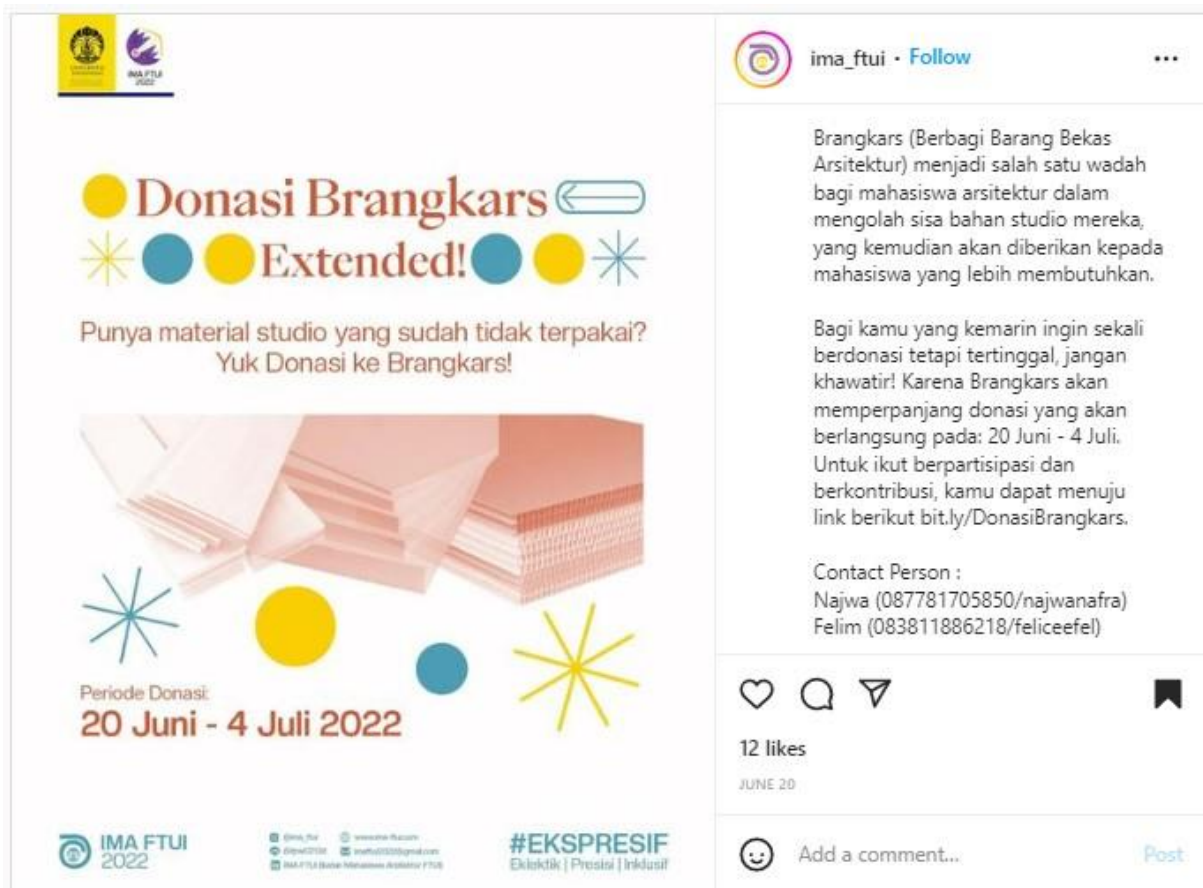 IMA FTUI
2022
Donasi Brangkars
Extended!
Punya material studio yang sudah tidak terpakai?
Yuk Donasi ke Brangkars!
Periode Donasi:
20 Juni - 4 Juli 2022
IMA FTUI
2022
#EKSPRESIF
Eklektik | Presisi | Inklusif
ima_ftui • Follow
Brangkars (Berbagi Barang Bekas
Arsitektur) menjadi salah satu wadah
bagi mahasiswa arsitektur dalam
mengolah sisa bahan studio mereka,
yang kemudian akan diberikan kepada
mahasiswa yang lebih membutuhkan.
Bagi kamu yang kemarin ingin sekali
berdonasi tetapi tertinggal, jangan
khawatir! Karena Brangkars akan
memperpanjang donasi yang akan
berlangsung pada: 20 Juni - 4 Juli.
Untuk ikut berpartisipasi dan
berkontribusi, kamu dapat menuju
link berikut bit.ly/DonasiBrangkars.
Contact Person :
Najwa (087781705850/najwanafra)
Felim (083811886218/feliceefel)
12 likes
JUNE 20
Add a comment...
Post